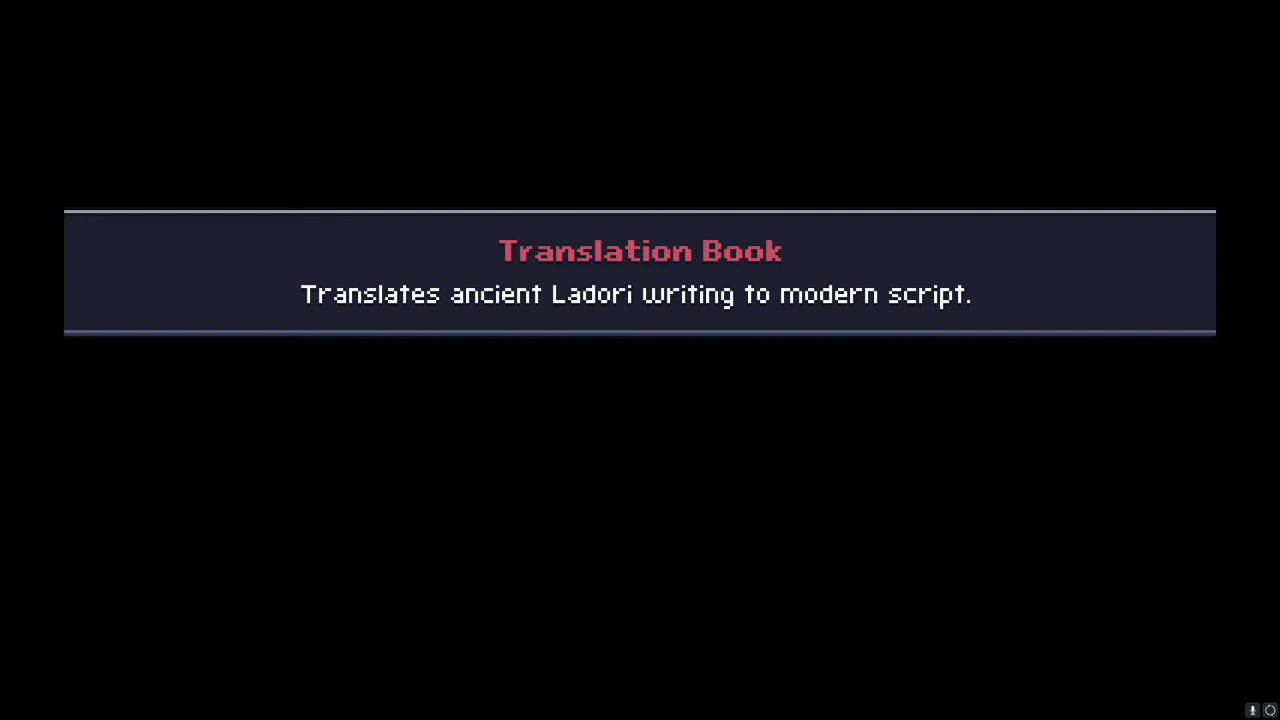 Translation Book
Translates ancient Ladori writing to modern script.